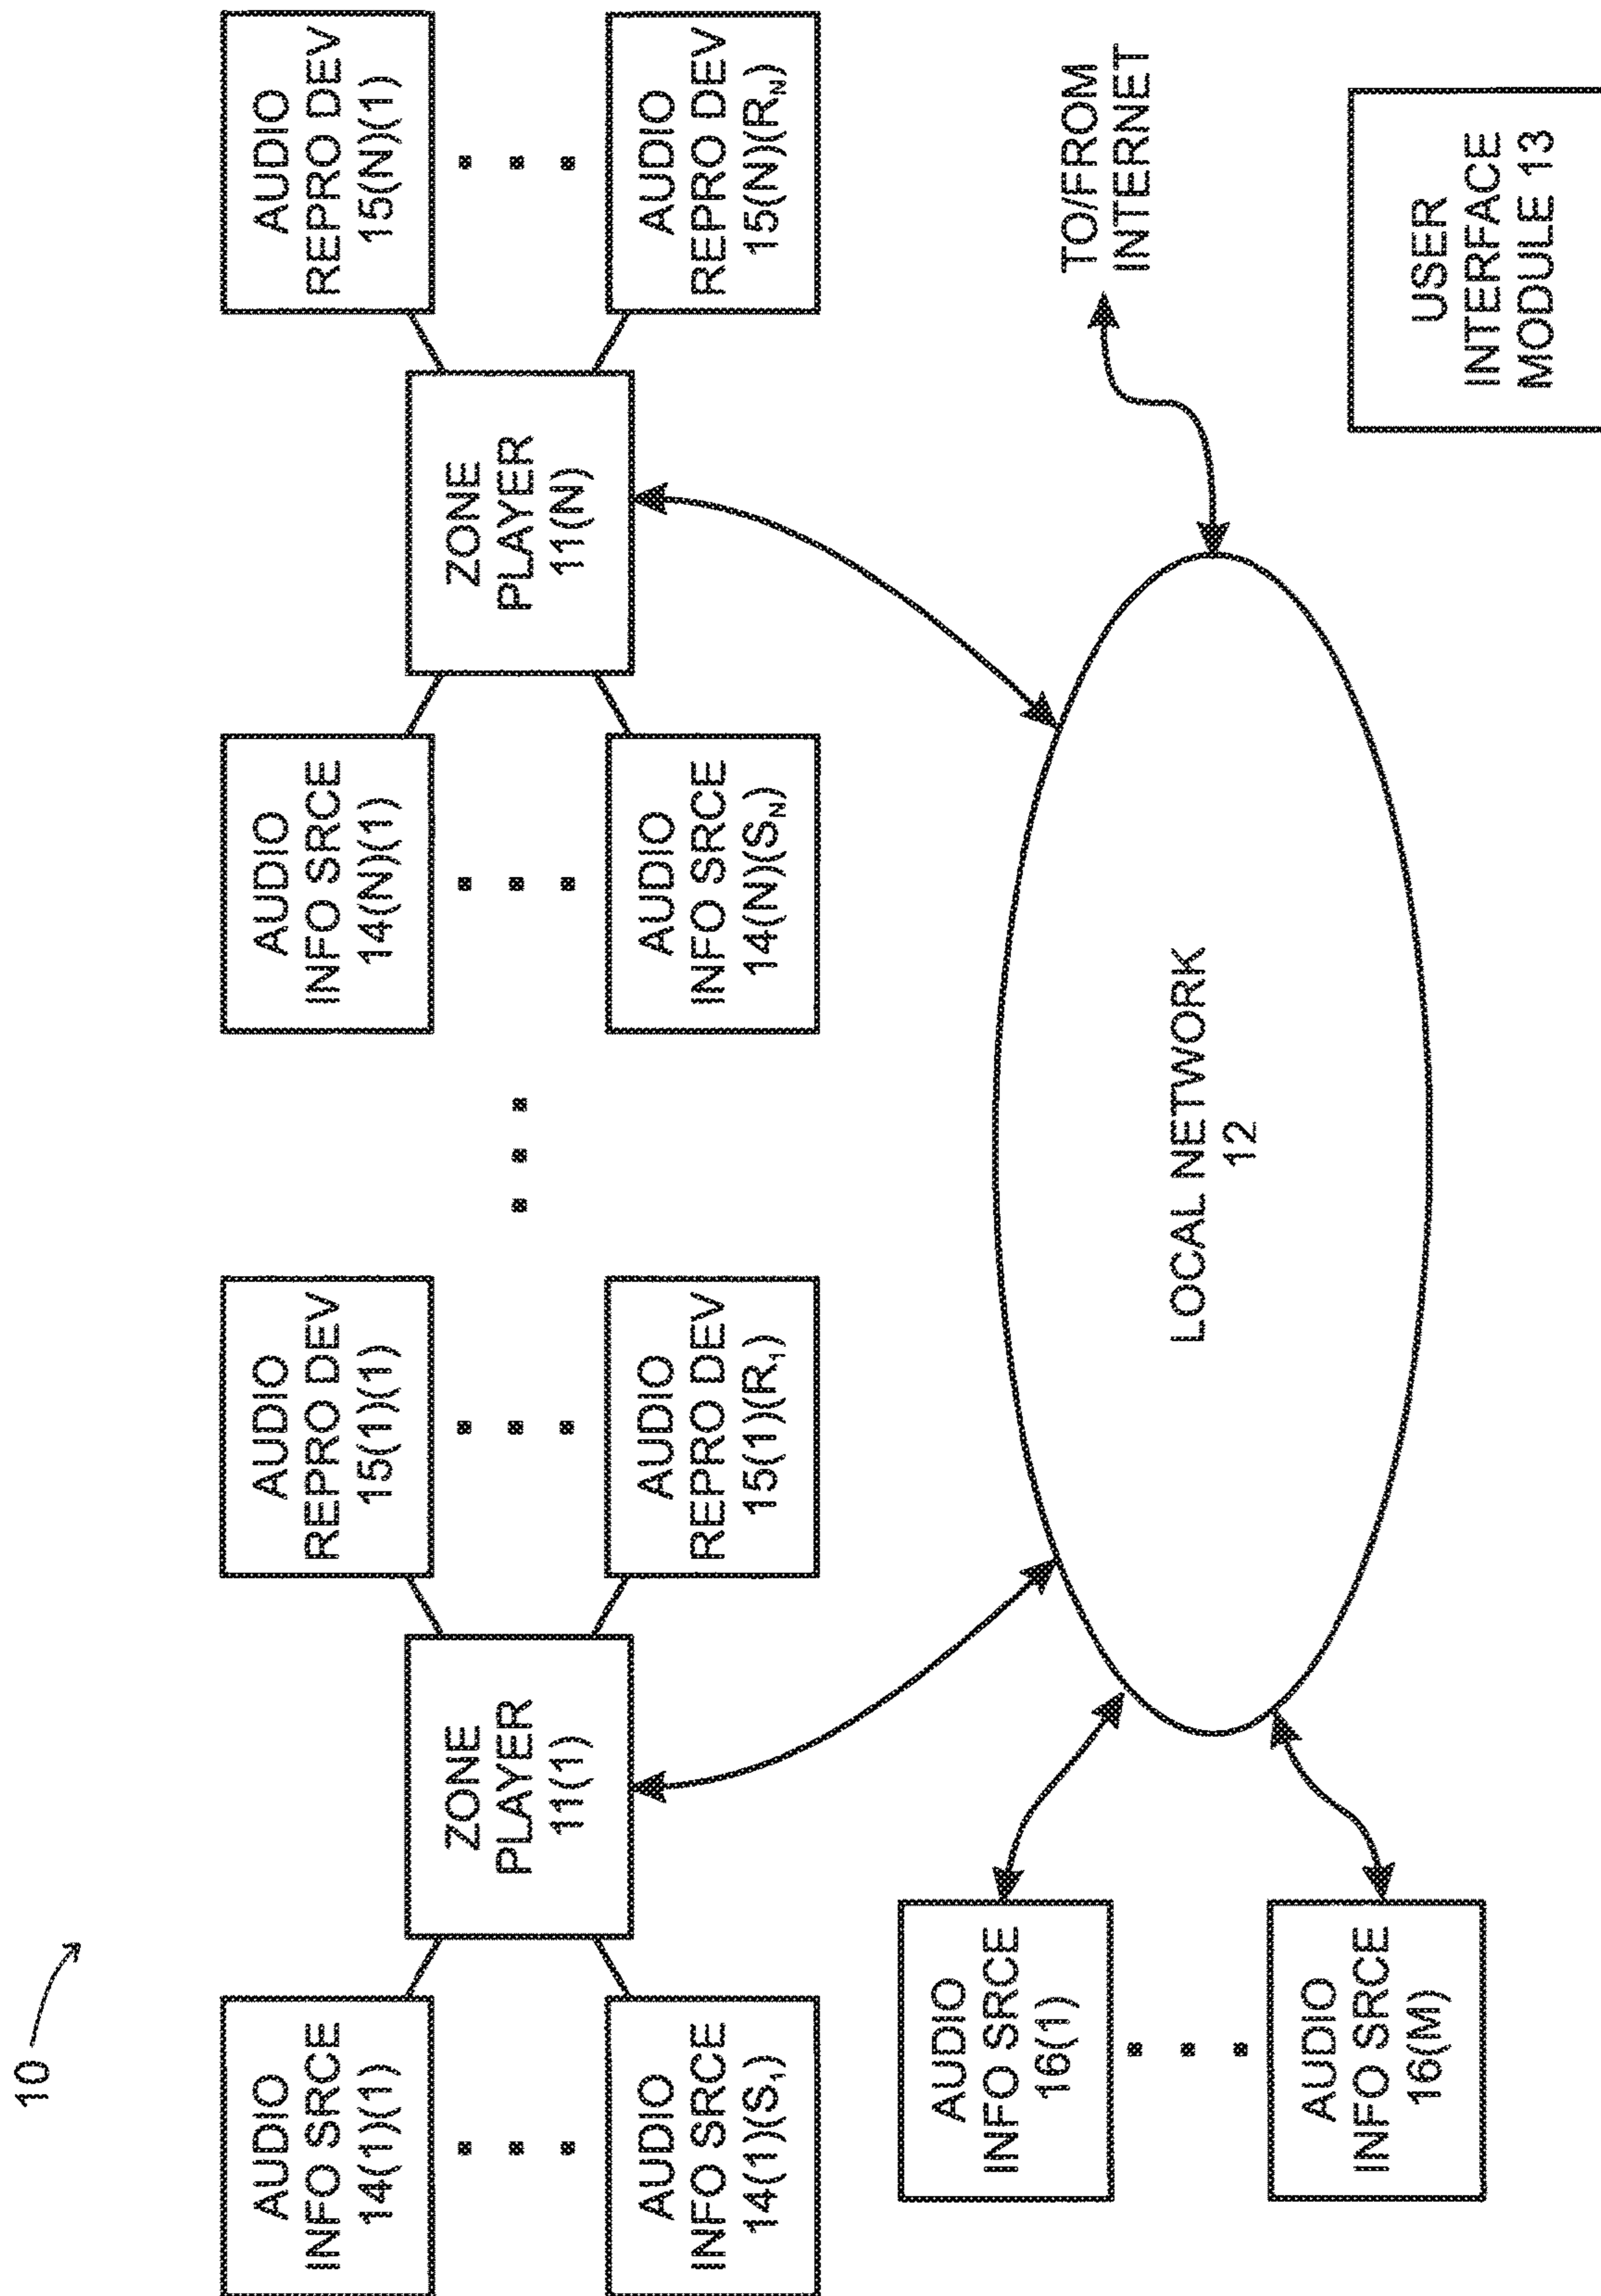 10
AUDIO
INFO SRCE
14(1)(1)
AUDIO
INFO SRCE
14(1)(S₁)
ZONE
PLAYER
11(1)
AUDIO
REPRO DEV
15(1)(1)
AUDIO
REPRO DEV
15(1)(R₁)
AUDIO
INFO SRCE
14(N)(1)
AUDIO
INFO SRCE
14(N)(S_N)
ZONE
PLAYER
11(N)
AUDIO
REPRO DEV
15(N)(1)
AUDIO
REPRO DEV
15(N)(R_N)
AUDIO
INFO SRCE
16(1)
AUDIO
INFO SRCE
16(M)
LOCAL NETWORK
12
TO/FROM
INTERNET
USER
INTERFACE
MODULE 13